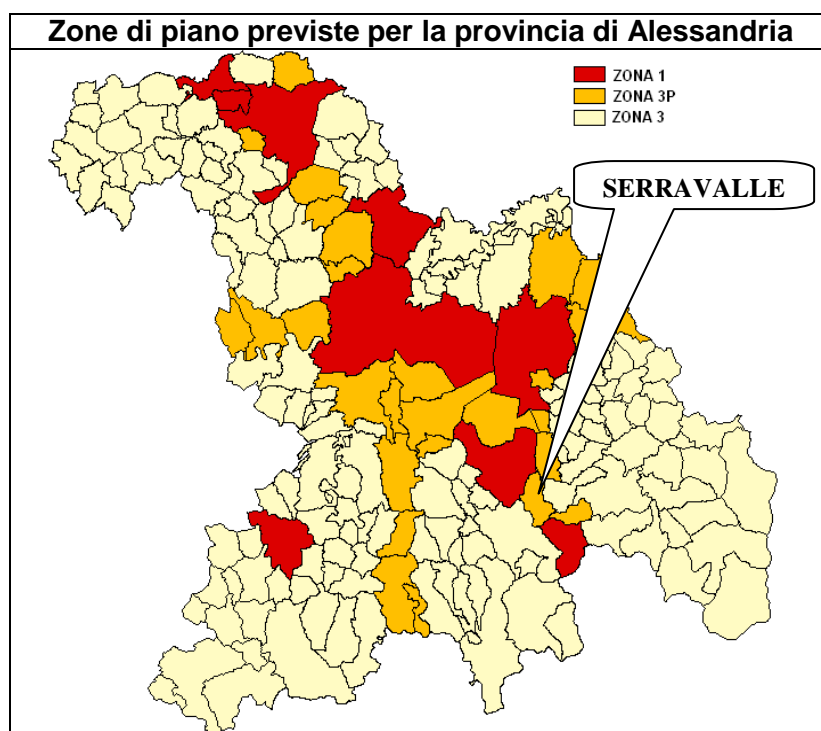 Zone di piano previste per la provincia di Alessandria
ZONA 1
ZONA 3P
ZONA 3
SERRAVALLE